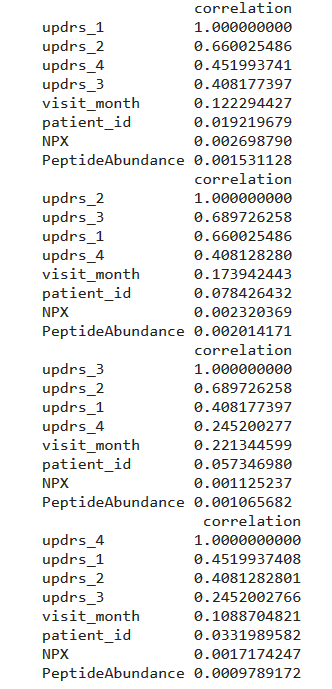 correlation
updrs_1 1.000000000
updrs_2 0.660025486
updrs_4 0.451993741
updrs_3 0.408177397
visit_month 0.122294427
patient_id 0.019219679
NPX 0.002698790
PeptideAbundance 0.001531128
correlation
updrs_2 1.000000000
updrs_3 0.689726258
updrs_1 0.660025486
updrs_4 0.408128280
visit_month 0.173942443
patient_id 0.078426432
NPX 0.002320369
PeptideAbundance 0.002014171
correlation
updrs_3 1.000000000
updrs_2 0.689726258
updrs_1 0.408177397
updrs_4 0.245200277
visit_month 0.221344599
patient_id 0.057346980
NPX 0.001125237
PeptideAbundance 0.001065682
correlation
updrs_4 1.0000000000
updrs_1 0.4519937408
updrs_2 0.4081282801
updrs_3 0.2452002766
visit_month 0.1088704821
patient_id 0.0331989582
NPX 0.0017174247
PeptideAbundance 0.0009789172